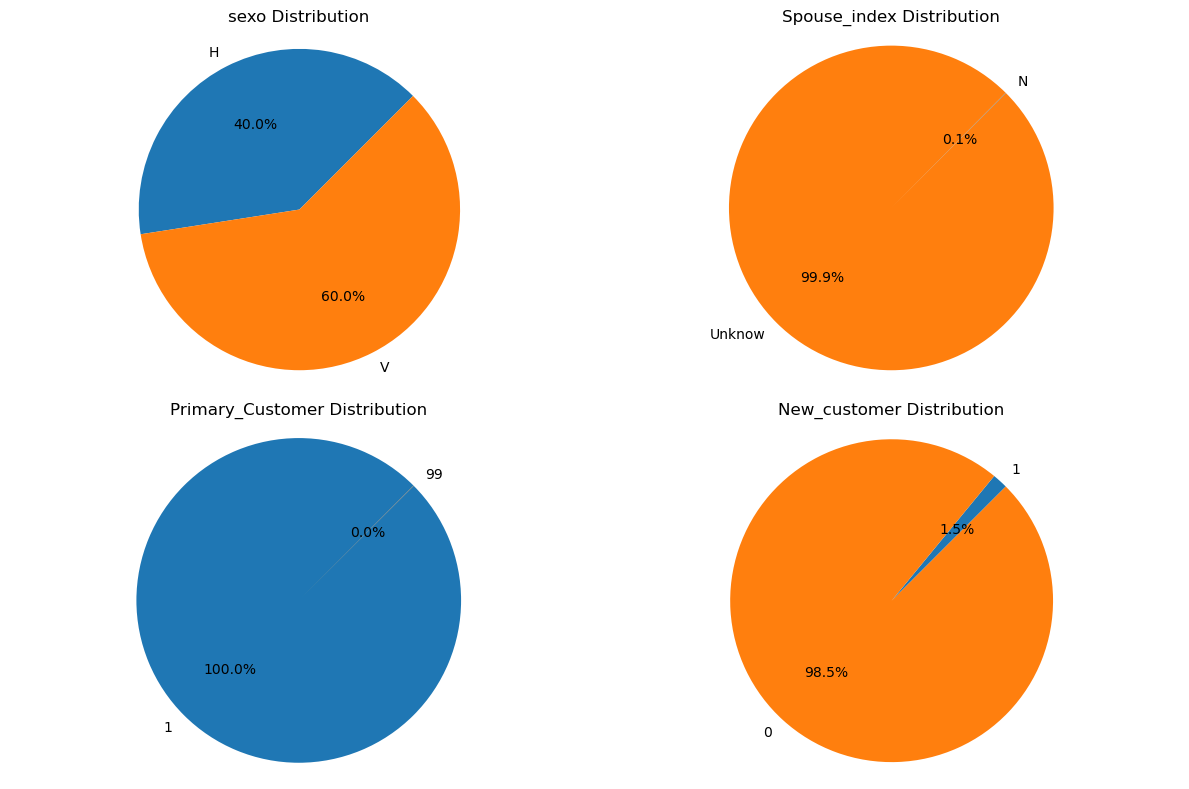 sexo Distribution
H
40.0%
60.0%
V
Spouse_index Distribution
N
0.1%
99.9%
Unknow
Primary_Customer Distribution
99
0.0%
100.0%
1
New_customer Distribution
1
1.5%
98.5%
0